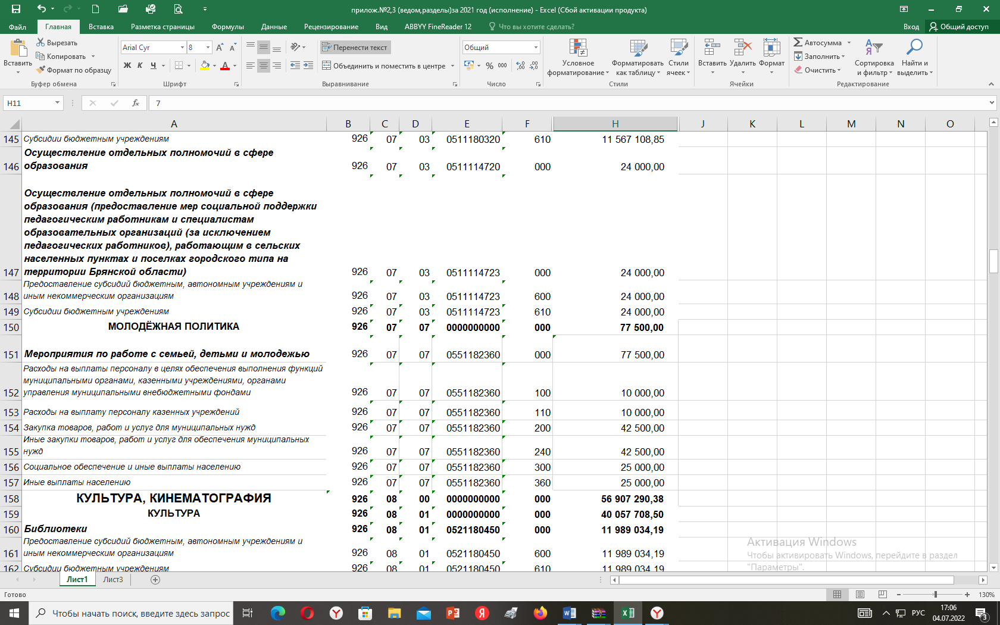 прилож.№2,3 (ведом,разделы)за 2021 год (исполнение) - Excel (Сбой активации продукта)
Файл Главная Вставка Разметка страницы Формулы Данные Рецензирование Вид ABBYY FineReader 12 Что вы хотите сделать? Вход Общий доступ
Вставить
Вырезать
Копировать
Формат по образцу
Буфер обмена
Arial Cyr 8
Ж К Ч
Шрифт
Перенести текст
Объединить и поместить в центре
Выравнивание
Общий
% 000
Число
Условное форматирование
Форматировать как таблицу
Стили ячеек
Стили
Вставить Удалить Формат
Ячейки
Автосумма
Заполнить
Очистить
Сортировка и фильтр
Найти и выделить
Редактирование
H11 fx 7
A B C D E F H J K L M N O
145 Субсидии бюджетным учреждениям 926 07 03 0511180320 610 11 567 108,85
Осуществление отдельных полномочий в сфере
146 образования 926 07 03 0511114720 000 24 000,00
Осуществление отдельных полномочий в сфере
образования (предоставление мер социальной поддержки
педагогическим работникам и специалистам
образовательных организаций (за исключением
педагогических работников), работающим в сельских
населенных пунктах и поселках городского типа на
147 территории Брянской области) 926 07 03 0511114723 000 24 000,00
Предоставление субсидий бюджетным, автономным учреждениям и
148 иным некоммерческим организациям 926 07 03 0511114723 600 24 000,00
149 Субсидии бюджетным учреждениям 926 07 03 0511114723 610 24 000,00
150 МОЛОДЁЖНАЯ ПОЛИТИКА 926 07 07 0000000000 000 77 500,00
151 Мероприятия по работе с семьей, детьми и молодежью 926 07 07 0551182360 000 77 500,00
Расходы на выплаты персоналу в целях обеспечения выполнения функций
муниципальными органами, казенными учреждениями, органами
152 управления муниципальными внебюджетными фондами 926 07 07 0551182360 100 10 000,00
153 Расходы на выплату персоналу казенных учреждений 926 07 07 0551182360 110 10 000,00
154 Закупка товаров, работ и услуг для муниципальных нужд 926 07 07 0551182360 200 42 500,00
Иные закупки товаров, работ и услуг для обеспечения муниципальных
155 нужд 926 07 07 0551182360 240 42 500,00
156 Социальное обеспечение и иные выплаты населению 926 07 07 0551182360 300 25 000,00
157 Иные выплаты населению 926 07 07 0551182360 360 25 000,00
158 КУЛЬТУРА, КИНЕМАТОГРАФИЯ 926 08 00 0000000000 000 56 907 290,38
159 КУЛЬТУРА 926 08 01 0000000000 000 40 057 708,50
160 Библиотеки 926 08 01 0521180450 000 11 989 034,19
Предоставление субсидий бюджетным, автономным учреждениям и
161 иным некоммерческим организациям 926 08 01 0521180450 600 11 989 034,19
162 Субсидии бюджетным учреждениям 926 08 01 0521180450 610 11 989 034,19
Активация Windows
Чтобы активировать Windows, перейдите в раздел
"Параметры".
Лист1 Лист3
Готово 130%
Чтобы начать поиск, введите здесь запрос
РУС 17:06
04.07.2022 3